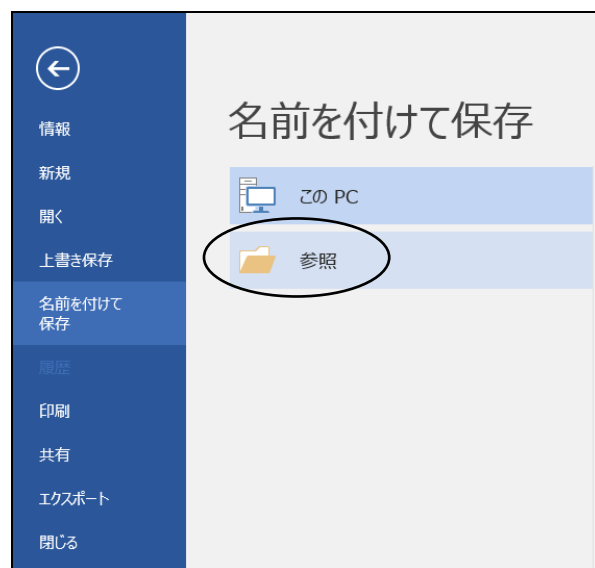 名前を付けて保存
情報
新規
開く
上書き保存
名前を付けて
保存
履歴
印刷
共有
エクスポート
閉じる
この PC
参照